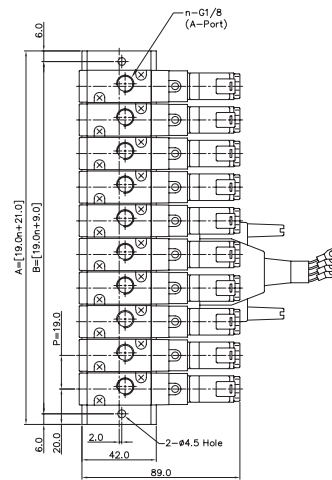 n-G1/8
(A-Port)
6.0
A=[19.0n+21.0]
B=[19.0n+9.0]
P=19.0
6.0
20.0
2.0
2-ø4.5 Hole
42.0
89.0